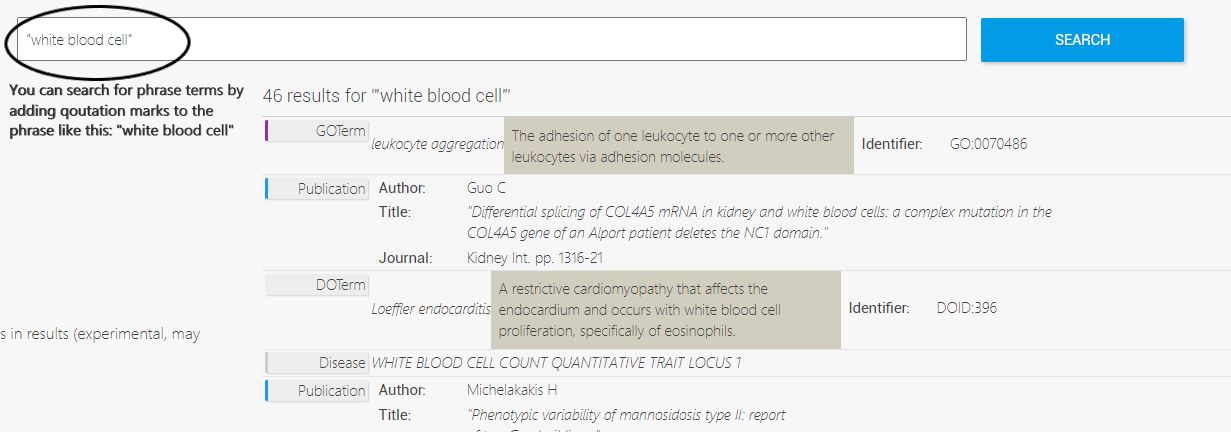 "white blood cell"
SEARCH
You can search for phrase terms by
adding qoutation marks to the
phrase like this: "white blood cell"
46 results for '"white blood cell"'
GOTerm
leukocyte aggregation
The adhesion of one leukocyte to one or more other
leukocytes via adhesion molecules.
Identifier: GO:0070486
Publication
Author: Guo C
Title: "Differential splicing of COL4A5 mRNA in kidney and white blood cells: a complex mutation in the
COL4A5 gene of an Alport patient deletes the NC1 domain."
Journal: Kidney Int. pp. 1316-21
DOTerm
Loeffler endocarditis
A restrictive cardiomyopathy that affects the
endocardium and occurs with white blood cell
proliferation, specifically of eosinophils.
Identifier: DOID:396
s in results (experimental, may
Disease WHITE BLOOD CELL COUNT QUANTITATIVE TRAIT LOCUS 1
Publication
Author: Michelakakis H
Title: "Phenotypic variability of mannosidosis type II: report